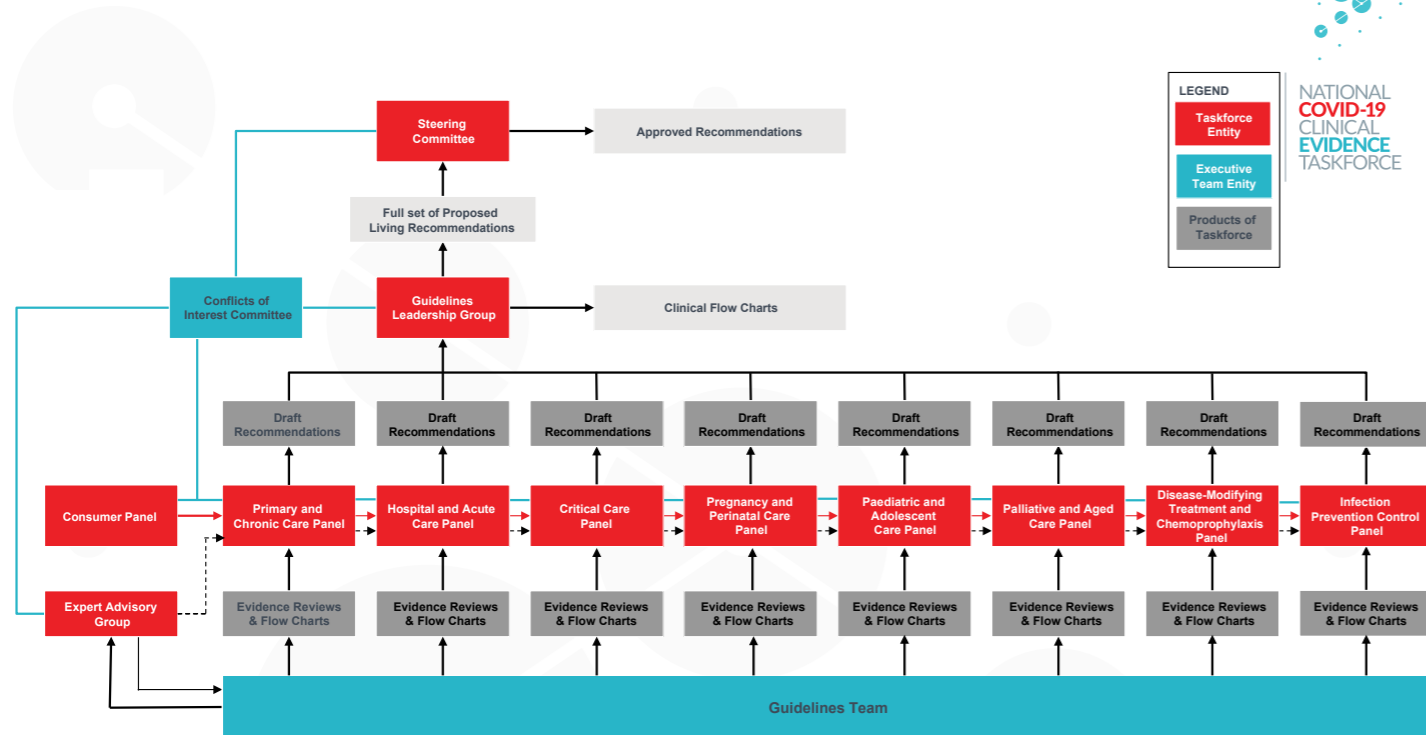 LEGEND
Taskforce
Entity
Executive
Team Enity
Products of
Taskforce
NATIONAL
COVID-19
CLINICAL
EVIDENCE
TASKFORCE
Steering
Committee
Approved Recommendations
Full set of Proposed
Living Recommendations
Conflicts of
Interest Committee
Guidelines
Leadership Group
Clinical Flow Charts
Draft
Recommendations
Draft
Recommendations
Draft
Recommendations
Draft
Recommendations
Draft
Recommendations
Draft
Recommendations
Draft
Recommendations
Draft
Recommendations
Consumer Panel
Primary and
Chronic Care Panel
Hospital and Acute
Care Panel
Critical Care
Panel
Pregnancy and
Perinatal Care
Panel
Paediatric and
Adolescent
Care Panel
Palliative and Aged
Care Panel
Disease-Modifying
Treatment and
Chemoprophylaxis
Panel
Infection
Prevention Control
Panel
Expert Advisory
Group
Evidence Reviews
& Flow Charts
Evidence Reviews
& Flow Charts
Evidence Reviews
& Flow Charts
Evidence Reviews
& Flow Charts
Evidence Reviews
& Flow Charts
Evidence Reviews
& Flow Charts
Evidence Reviews
& Flow Charts
Evidence Reviews
& Flow Charts
Guidelines Team